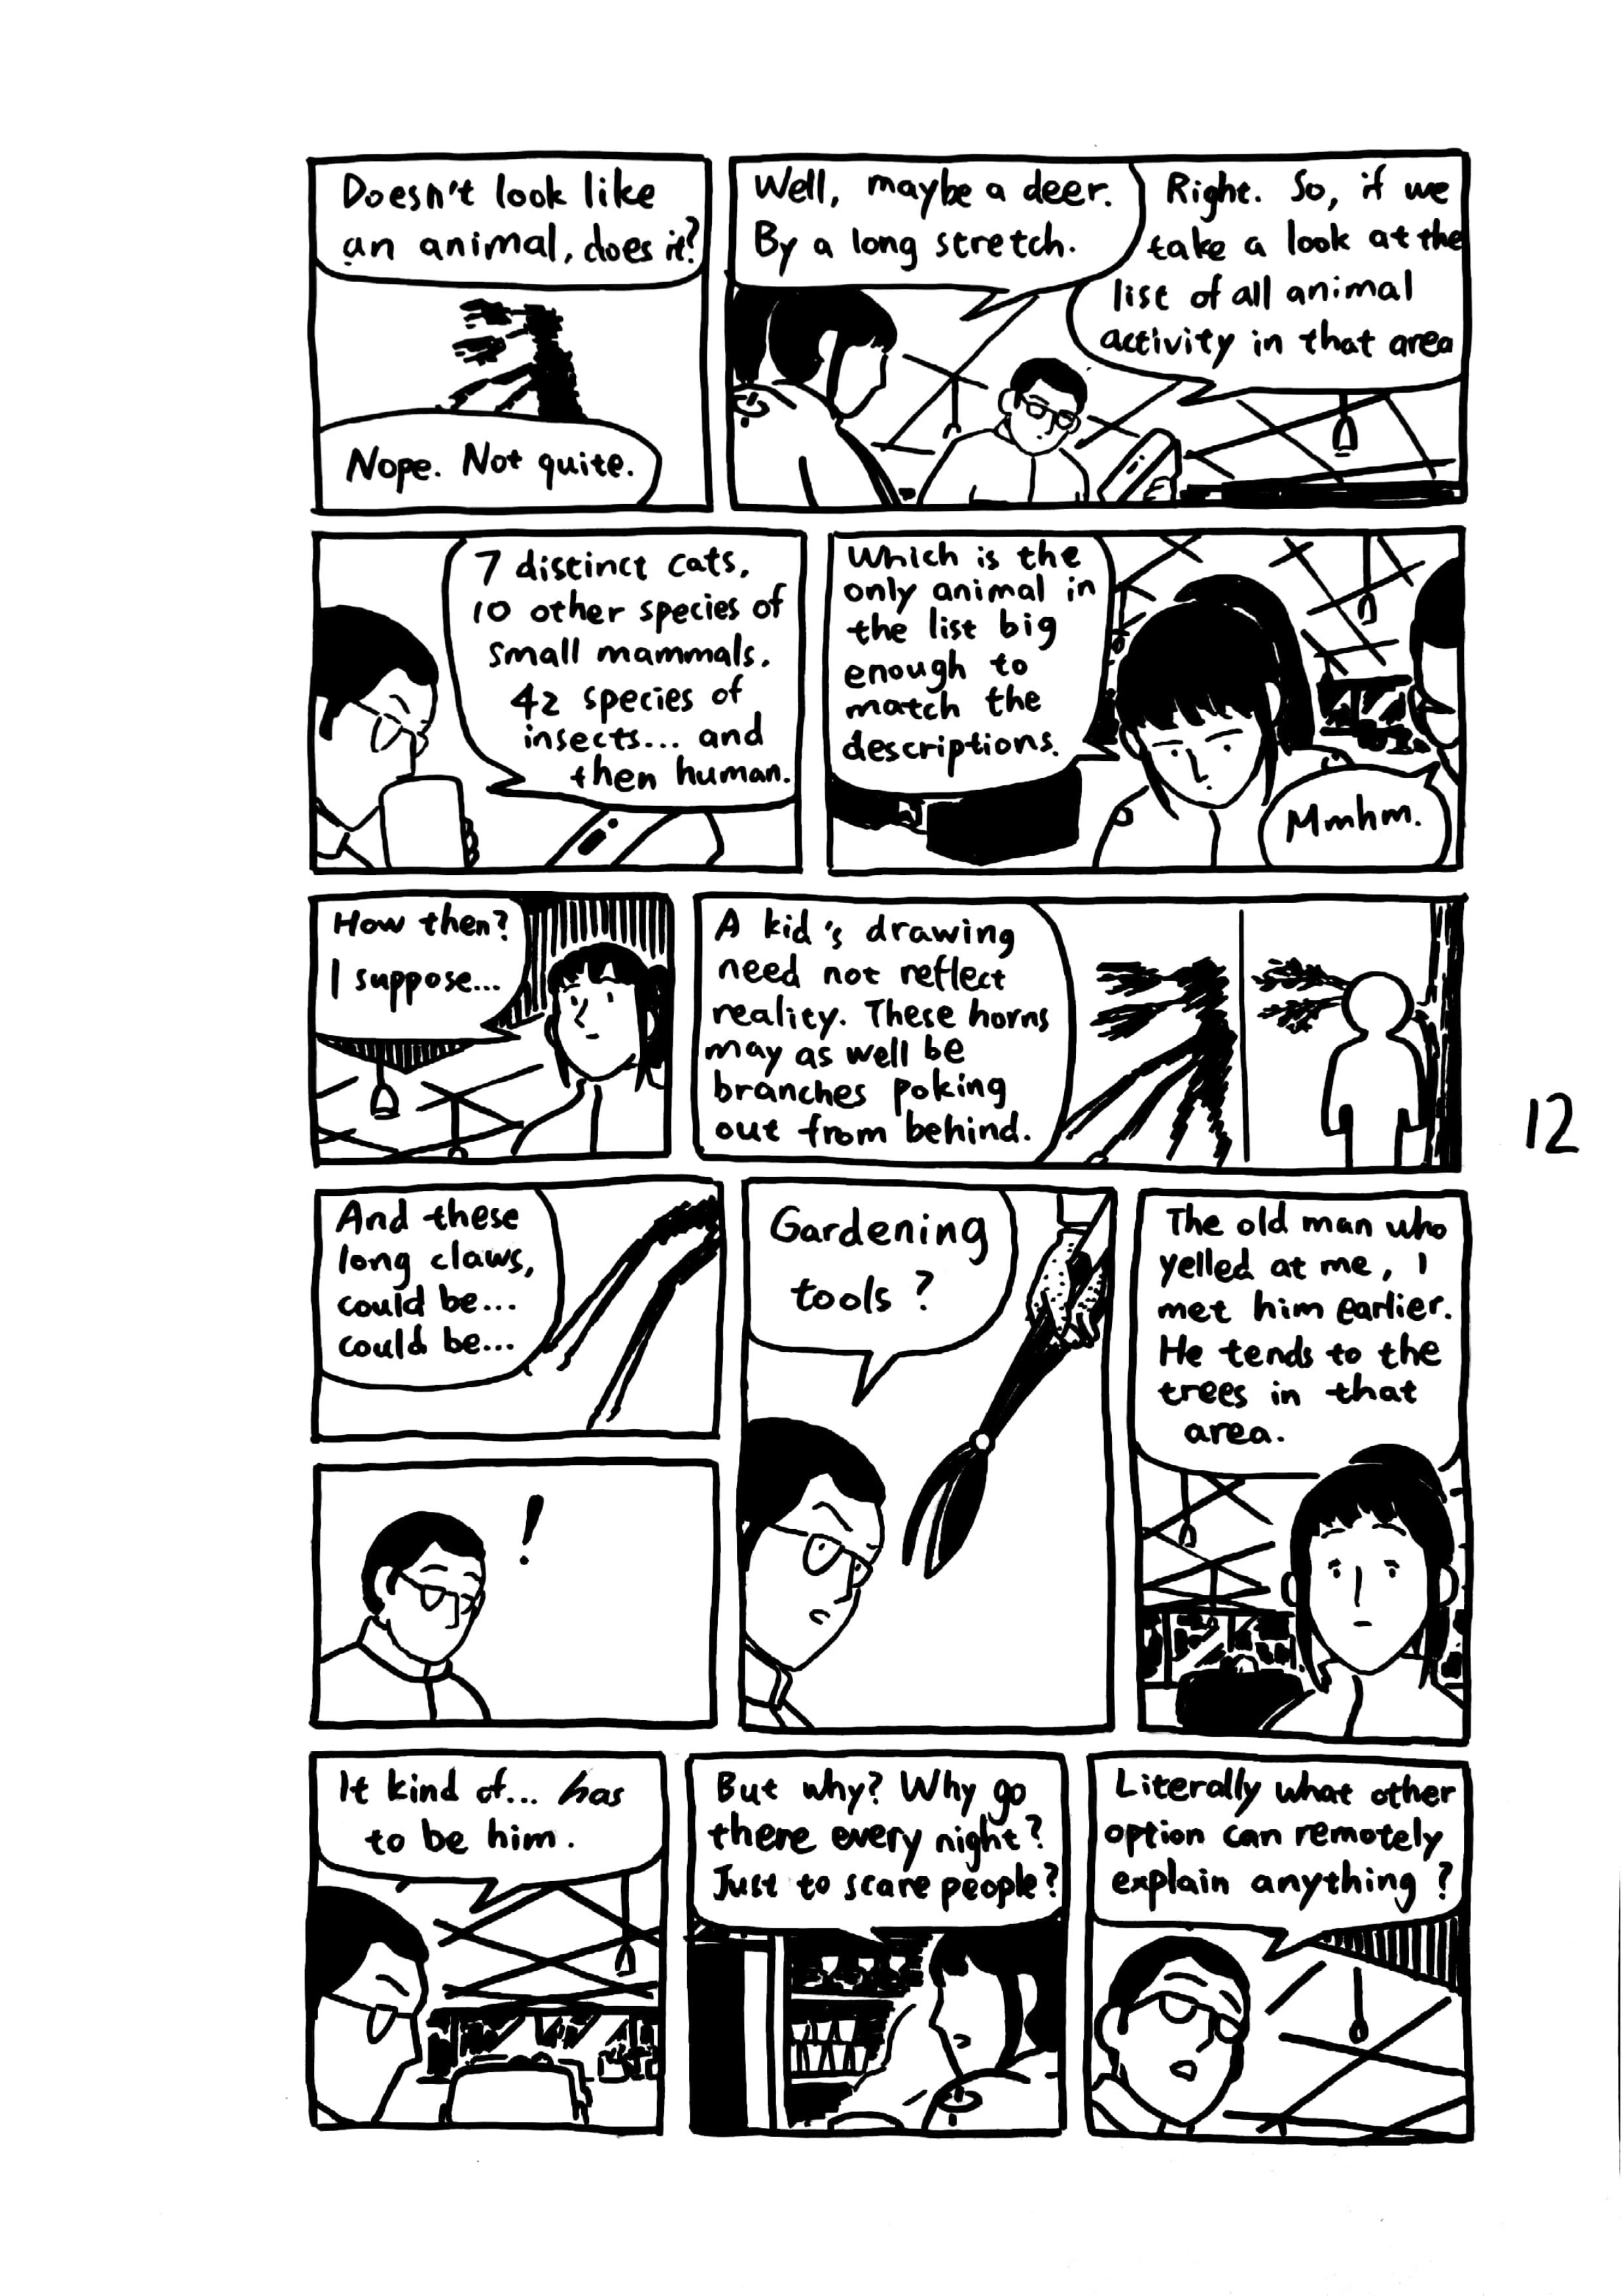 Doesn't look like
an animal, does it?
Nope. Not quite.
Well, maybe a deer.
By a long stretch.
Right. So, if we
take a look at the
list of all animal
activity in that area
7 distinct cats,
10 other species of
small mammals,
42 species of
insects... and
then human.
Which is the
only animal in
the list big
enough to
match the
descriptions.
Mmhm.
How then?
I suppose...
A kid's drawing
need not reflect
reality. These horns
may as well be
branches poking
out from behind.
12
And these
long claws,
could be...
could be...
!
Gardening
tools?
The old man who
yelled at me, I
met him earlier.
He tends to the
trees in that
area.
It kind of... has
to be him.
But why? Why go
there every night?
Just to scare people?
Literally what other
option can remotely
explain anything?